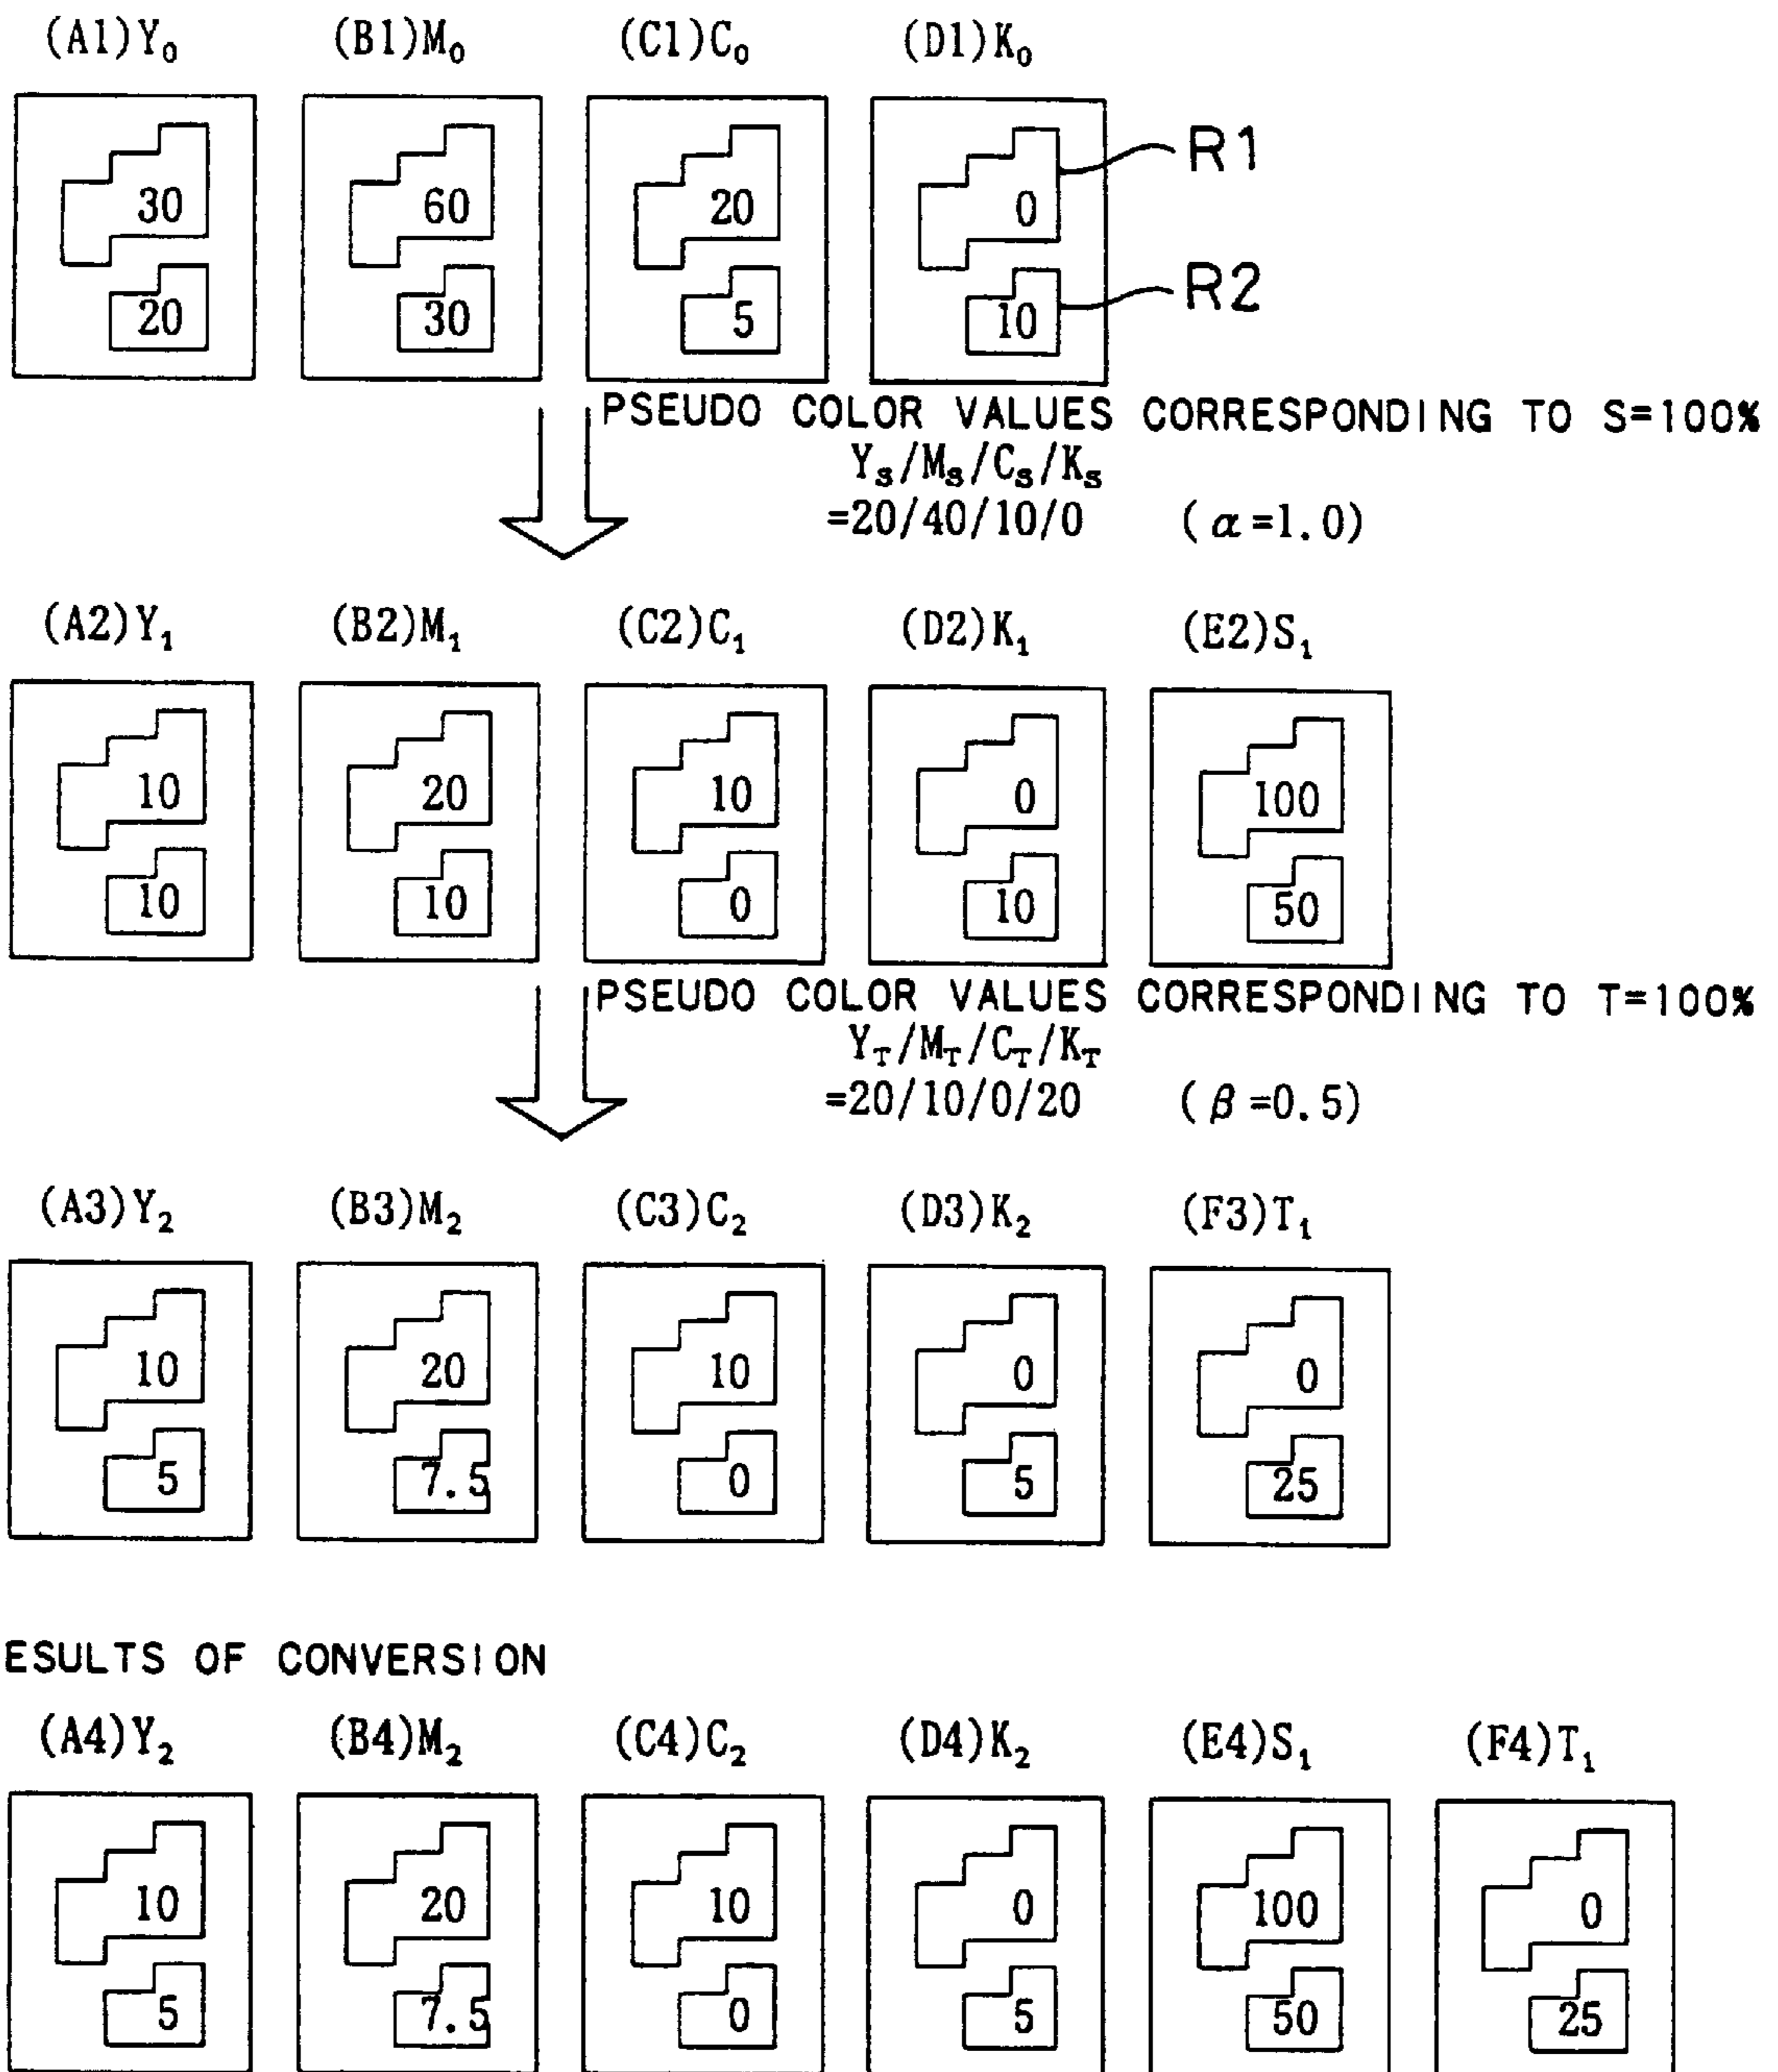 (A1)Y₀ (B1)M₀ (C1)C₀ (D1)K₀
30 60 20 0 R1
20 30 5 10 R2
PSEUDO COLOR VALUES CORRESPONDING TO S=100%
Yₛ/Mₛ/Cₛ/Kₛ
=20/40/10/0 (α=1.0)
(A2)Y₁ (B2)M₁ (C2)C₁ (D2)K₁ (E2)S₁
10 20 10 0 100
10 10 0 10 50
PSEUDO COLOR VALUES CORRESPONDING TO T=100%
Y_T/M_T/C_T/K_T
=20/10/0/20 (β=0.5)
(A3)Y₂ (B3)M₂ (C3)C₂ (D3)K₂ (F3)T₁
10 20 10 0 0
5 7.5 0 5 25
ESULTS OF CONVERSION
(A4)Y₂ (B4)M₂ (C4)C₂ (D4)K₂ (E4)S₁ (F4)T₁
10 20 10 0 100 0
5 7.5 0 5 50 25